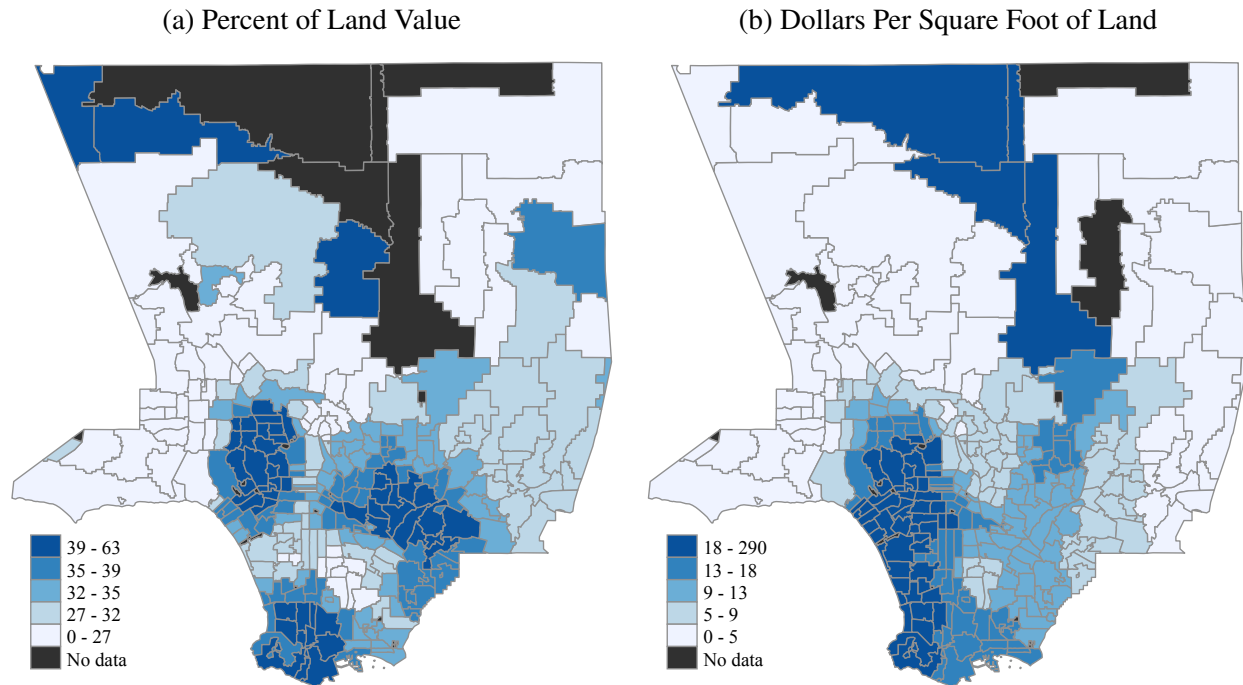 (a) Percent of Land Value
(b) Dollars Per Square Foot of Land
39 - 63
35 - 39
32 - 35
27 - 32
0 - 27
No data
18 - 290
13 - 18
9 - 13
5 - 9
0 - 5
No data